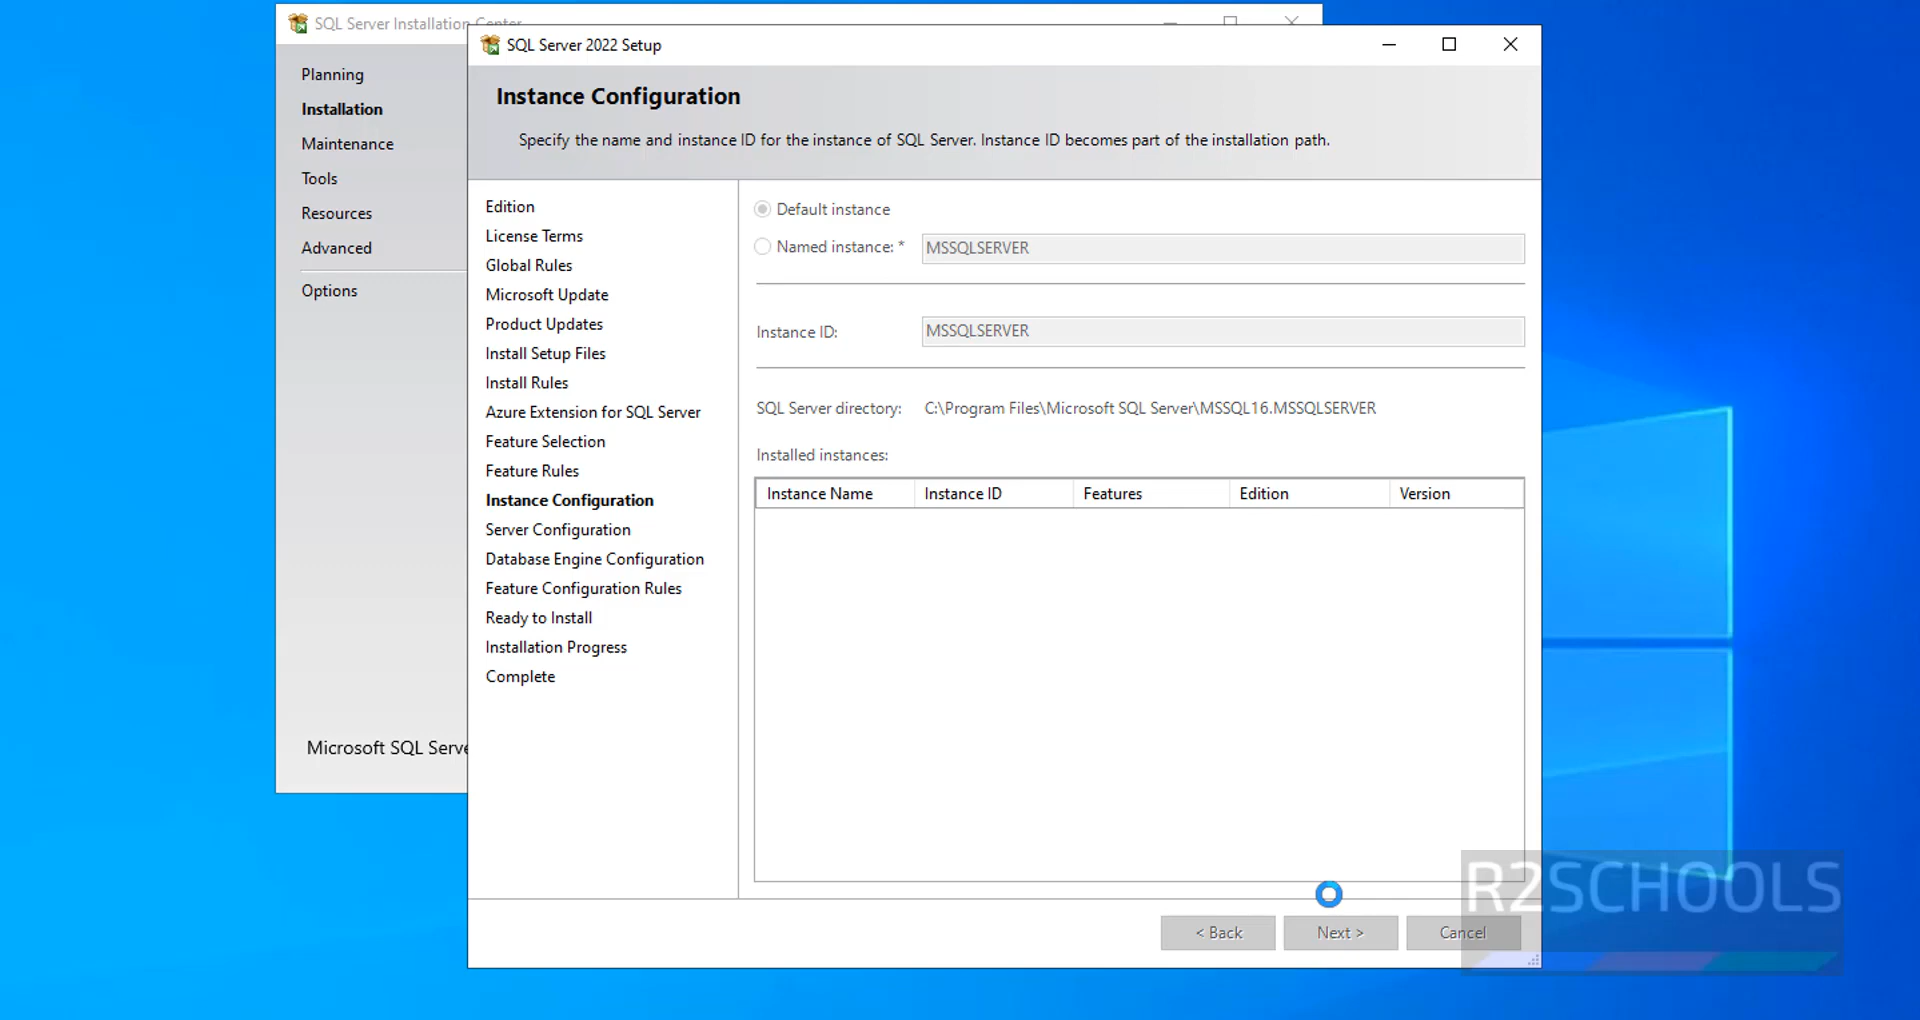 SQL Server Installation Center
Planning
Installation
Maintenance
Tools
Resources
Advanced
Options
Microsoft SQL Serve
SQL Server 2022 Setup
Instance Configuration
Specify the name and instance ID for the instance of SQL Server. Instance ID becomes part of the installation path.
Edition
License Terms
Global Rules
Microsoft Update
Product Updates
Install Setup Files
Install Rules
Azure Extension for SQL Server
Feature Selection
Feature Rules
Instance Configuration
Server Configuration
Database Engine Configuration
Feature Configuration Rules
Ready to Install
Installation Progress
Complete
Default instance
Named instance: * MSSQLSERVER
Instance ID: MSSQLSERVER
SQL Server directory: C:\Program Files\Microsoft SQL Server\MSSQL16.MSSQLSERVER
Installed instances:
Instance Name Instance ID Features Edition Version
< Back Next > Cancel
R2SCHOOLS